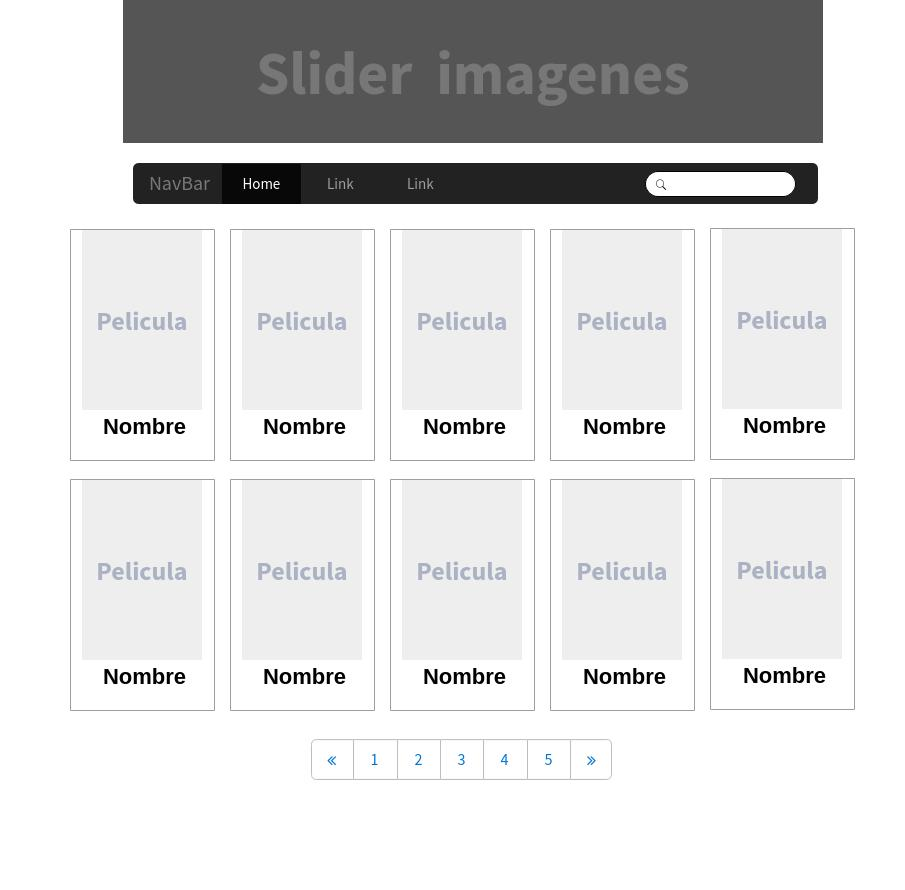 Slider imagenes
NavBar Home Link Link
Pelicula Pelicula Pelicula Pelicula Pelicula
Nombre Nombre Nombre Nombre Nombre
Pelicula Pelicula Pelicula Pelicula Pelicula
Nombre Nombre Nombre Nombre Nombre
« 1 2 3 4 5 »